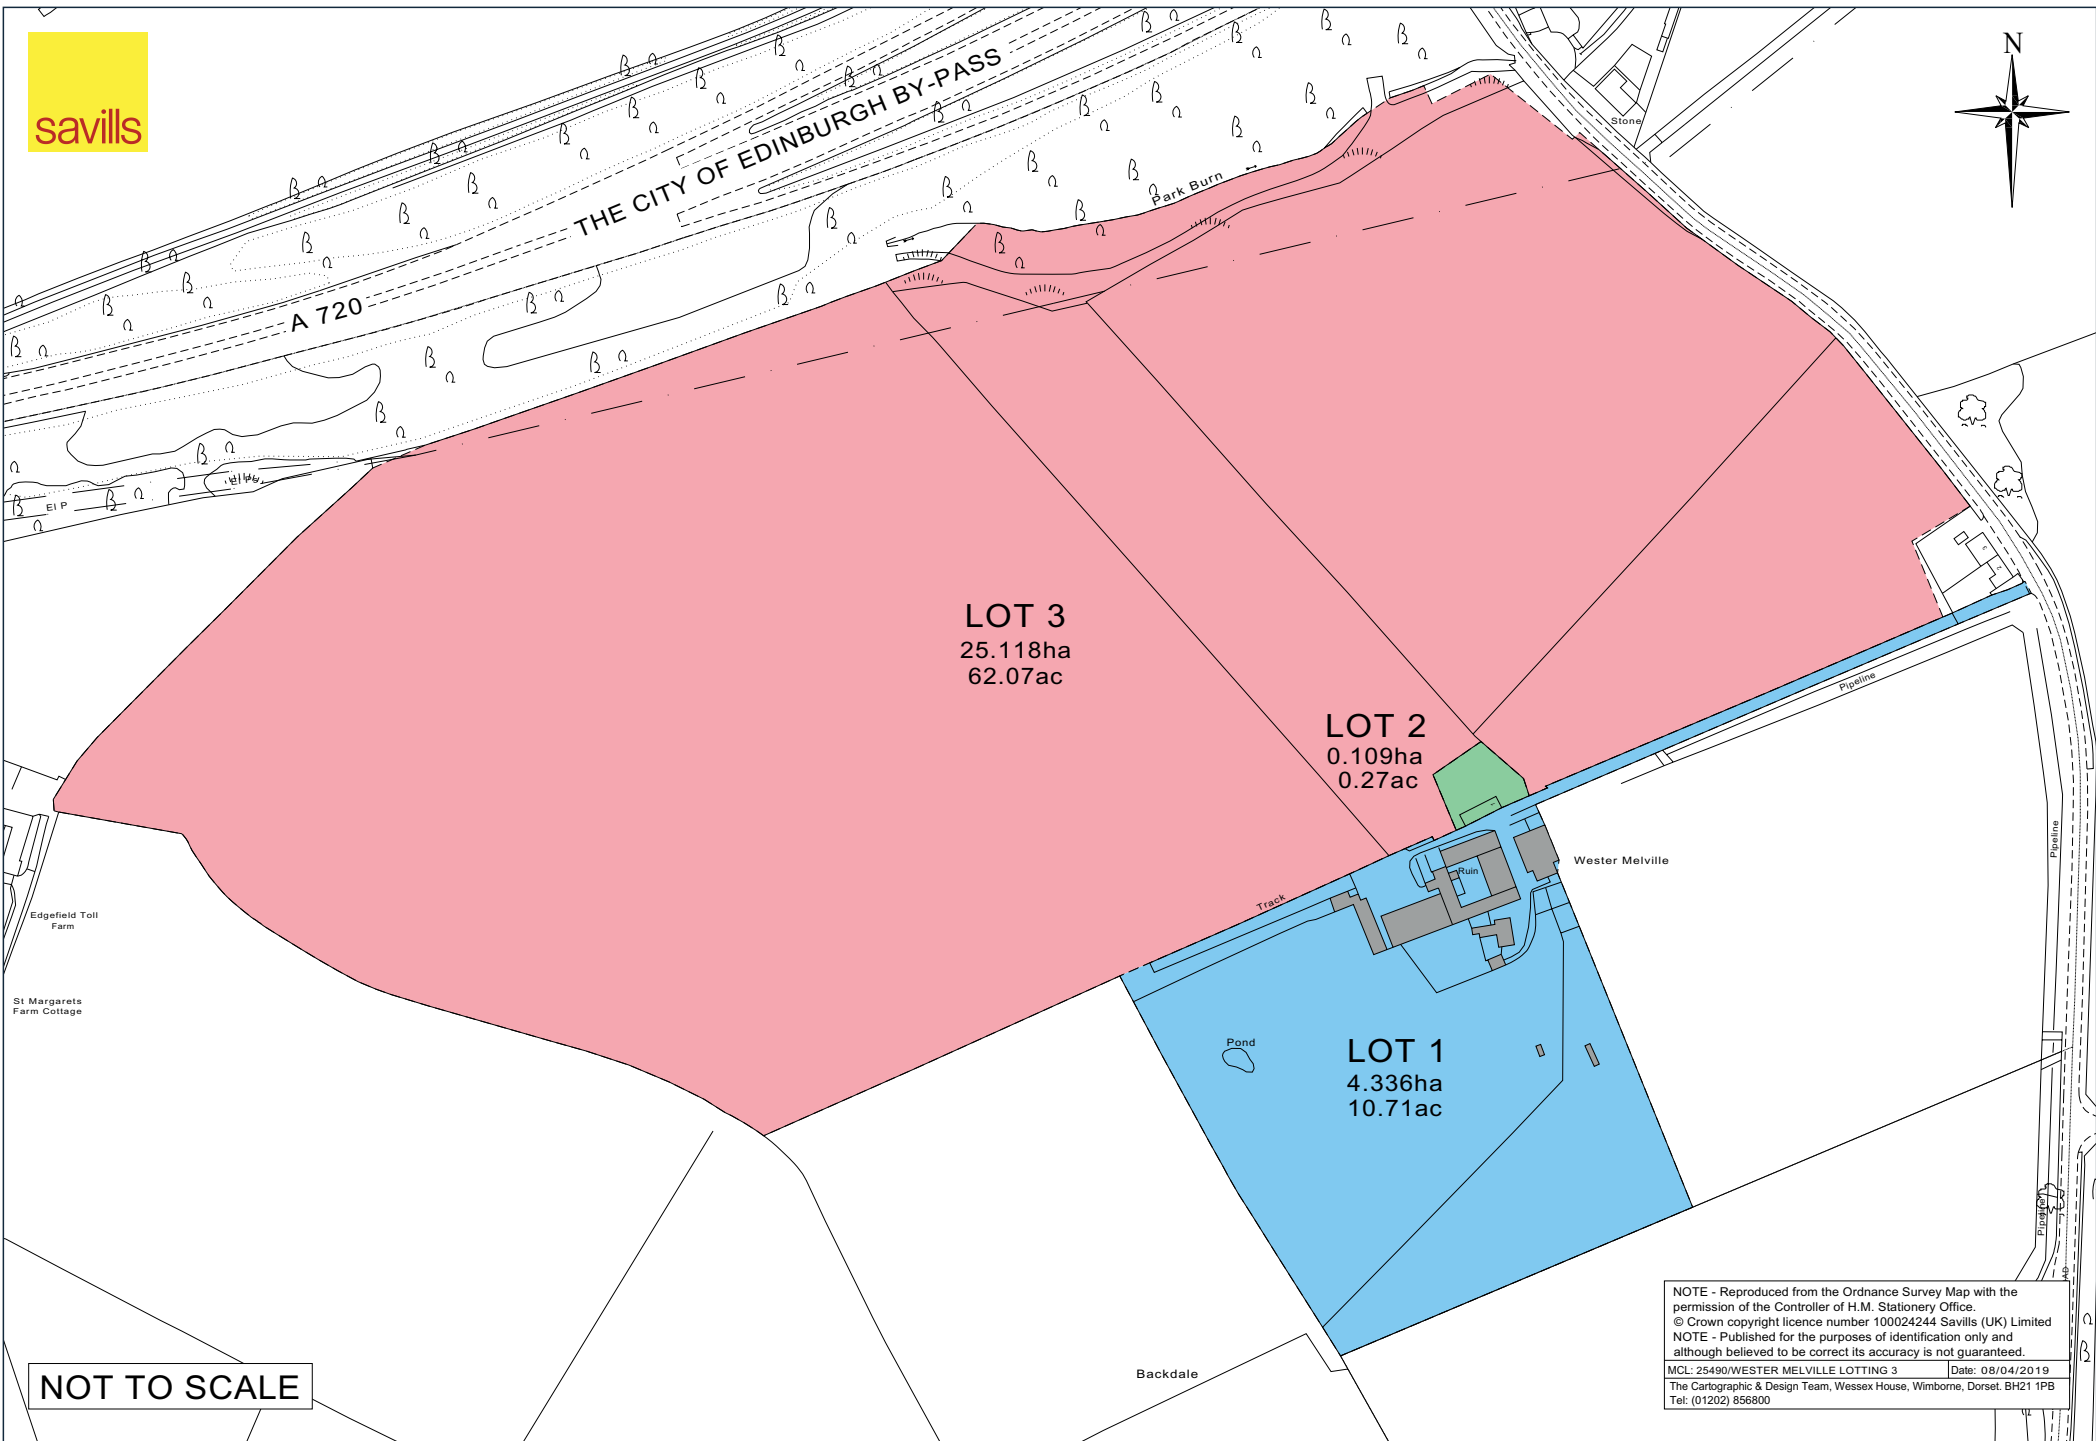 savills
N
THE CITY OF EDINBURGH BY-PASS
A 720
Park Burn
Stone
El P
El Ps
LOT 3
25.118ha
62.07ac
LOT 2
0.109ha
0.27ac
Pipeline
Pipeline
Wester Melville
Ruin
Track
Edgefield Toll
Farm
St Margarets
Farm Cottage
Pond
LOT 1
4.336ha
10.71ac
Pipeline
Backdale
NOT TO SCALE
NOTE - Reproduced from the Ordnance Survey Map with the
permission of the Controller of H.M. Stationery Office.
© Crown copyright licence number 100024244 Savills (UK) Limited
NOTE - Published for the purposes of identification only and
although believed to be correct its accuracy is not guaranteed.
MCL: 25490/WESTER MELVILLE LOTTING 3 Date: 08/04/2019
The Cartographic & Design Team, Wessex House, Wimborne, Dorset. BH21 1PB
Tel: (01202) 856800